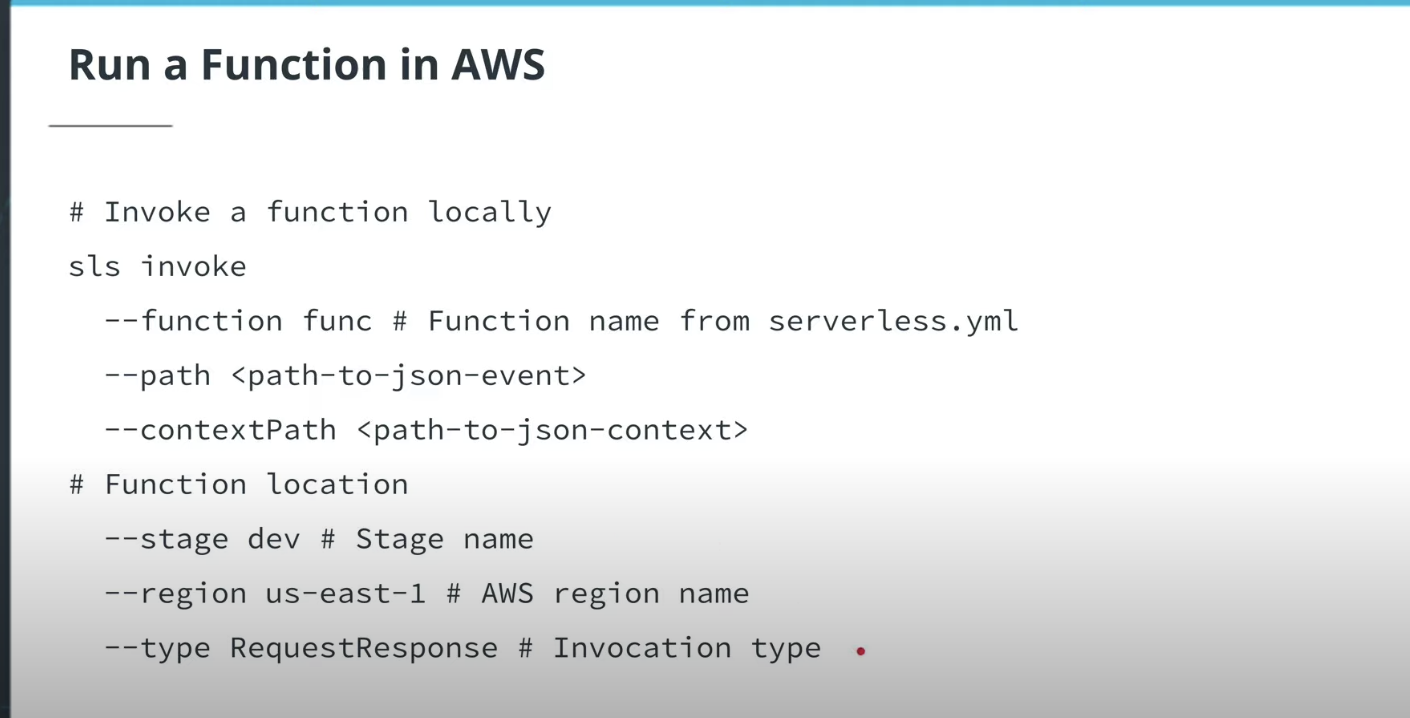 Run a Function in AWS
# Invoke a function locally
sls invoke
--function func # Function name from serverless.yml
--path <path-to-json-event>
--contextPath <path-to-json-context>
# Function location
--stage dev # Stage name
--region us-east-1 # AWS region name
--type RequestResponse # Invocation type